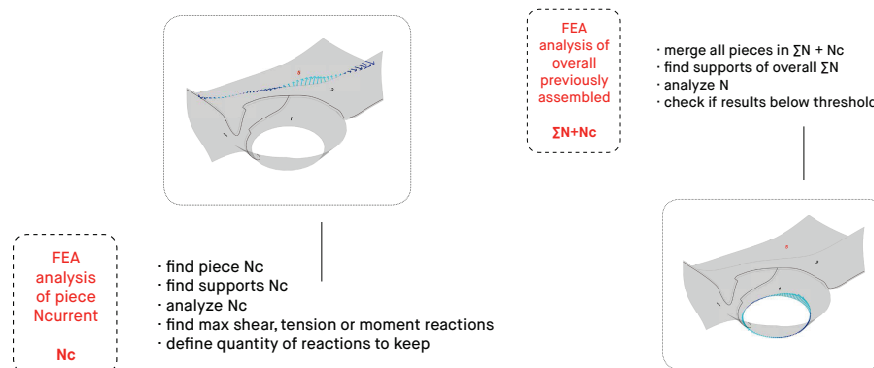 FEA
analysis of
overall
previously
assembled
∑N+Nc
· merge all pieces in ∑N + Nc
· find supports of overall ∑N
· analyze N
· check if results below threshold
FEA
analysis
of piece
Ncurrent
Nc
· find piece Nc
· find supports Nc
· analyze Nc
· find max shear, tension or moment reactions
· define quantity of reactions to keep